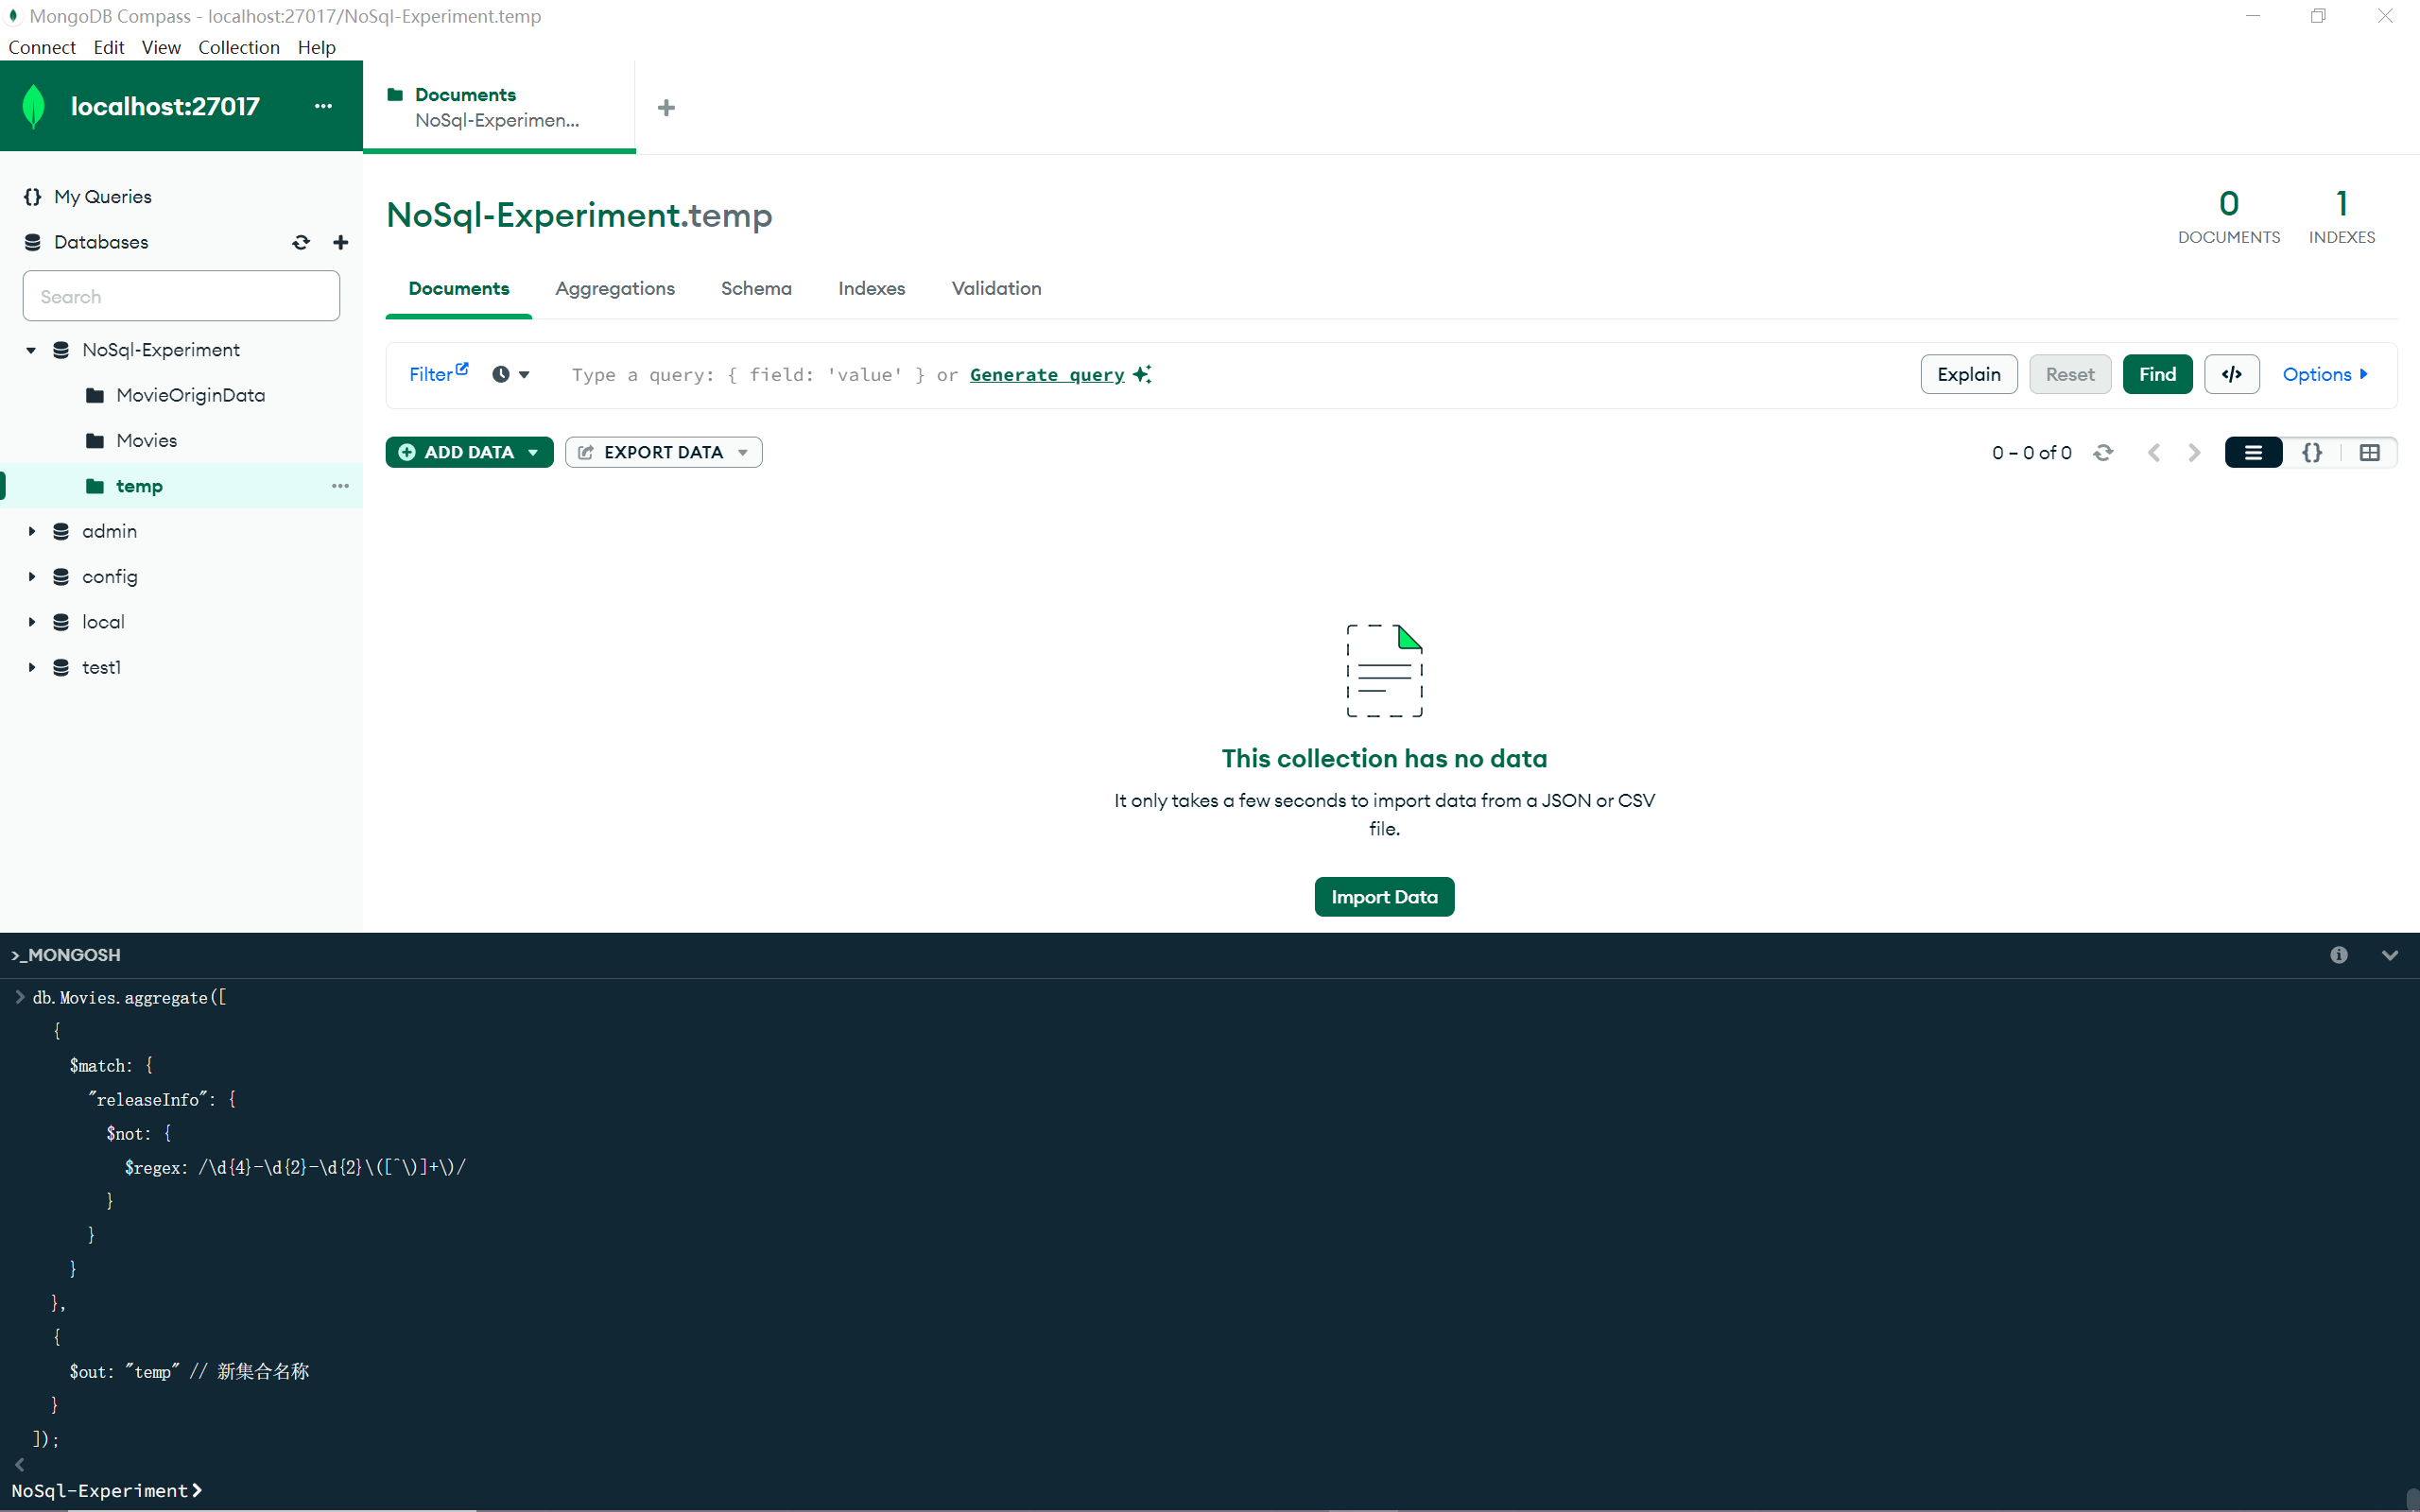 MongoDB Compass - localhost:27017/NoSql-Experiment.temp
Connect Edit View Collection Help
localhost:27017
Documents
NoSql-Experimen...
My Queries
Databases
Search
NoSql-Experiment
MovieOriginData
Movies
temp
admin
config
local
test1
NoSql-Experiment.temp
0 1
DOCUMENTS INDEXES
Documents Aggregations Schema Indexes Validation
Filter Type a query: { field: 'value' } or Generate query Explain Reset Find </> Options
ADD DATA EXPORT DATA 0 – 0 of 0 {}
This collection has no data
It only takes a few seconds to import data from a JSON or CSV
file.
Import Data
>_MONGOSH
> db.Movies.aggregate([
{
$match: {
"releaseInfo": {
$not: {
$regex: /\d{4}-\d{2}-\d{2}\([^\)]+\)/
}
}
}
},
{
$out: "temp" // 新集合名称
}
]);
<
NoSql-Experiment>